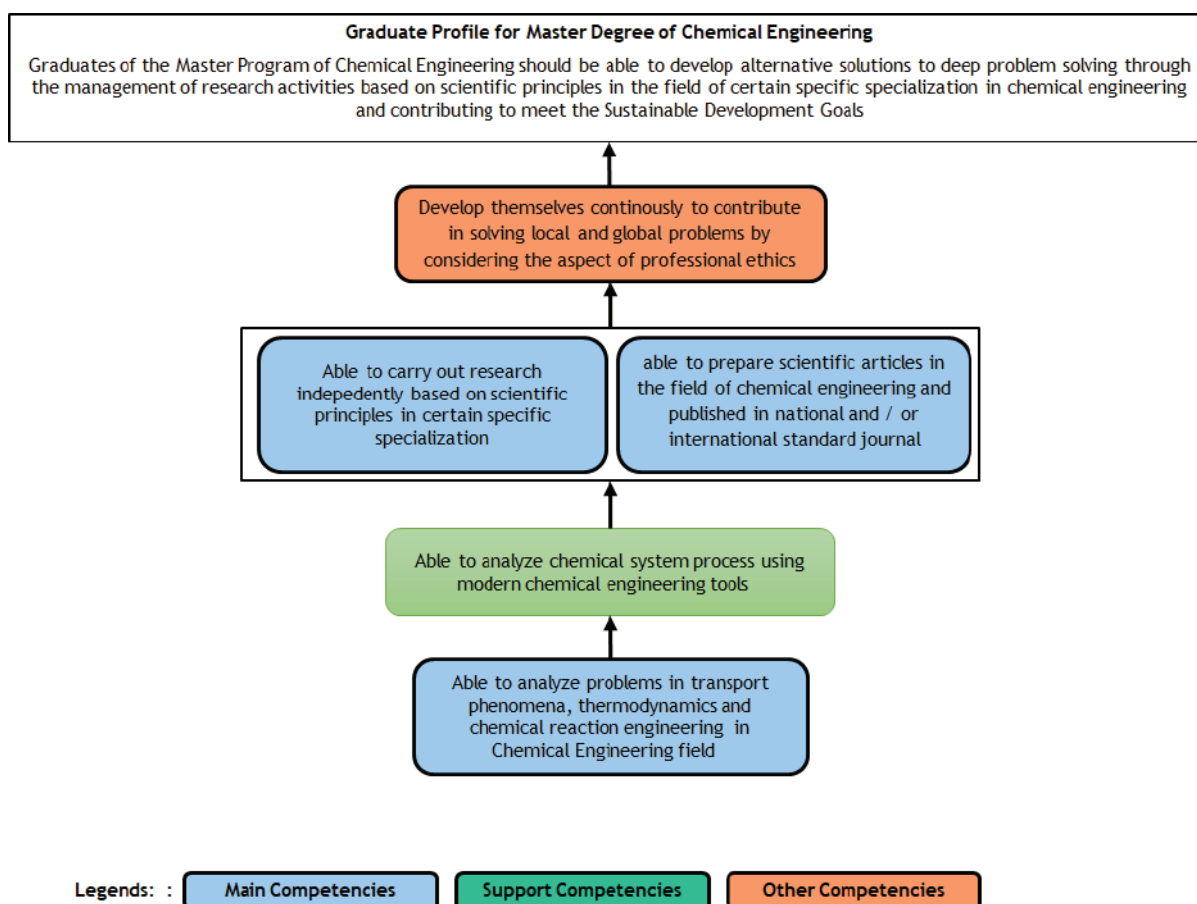 Graduate Profile for Master Degree of Chemical Engineering
Graduates of the Master Program of Chemical Engineering should be able to develop alternative solutions to deep problem solving through
the management of research activities based on scientific principles in the field of certain specific specialization in chemical engineering
and contributing to meet the Sustainable Development Goals
Develop themselves continously to contribute
in solving local and global problems by
considering the aspect of professional ethics
Able to carry out research
indepedently based on scientific
principles in certain specific
specialization
able to prepare scientific articles in
the field of chemical engineering and
published in national and / or
international standard journal
Able to analyze chemical system process using
modern chemical engineering tools
Able to analyze problems in transport
phenomena, thermodynamics and
chemical reaction engineering in
Chemical Engineering field
Legends: : Main Competencies Support Competencies Other Competencies